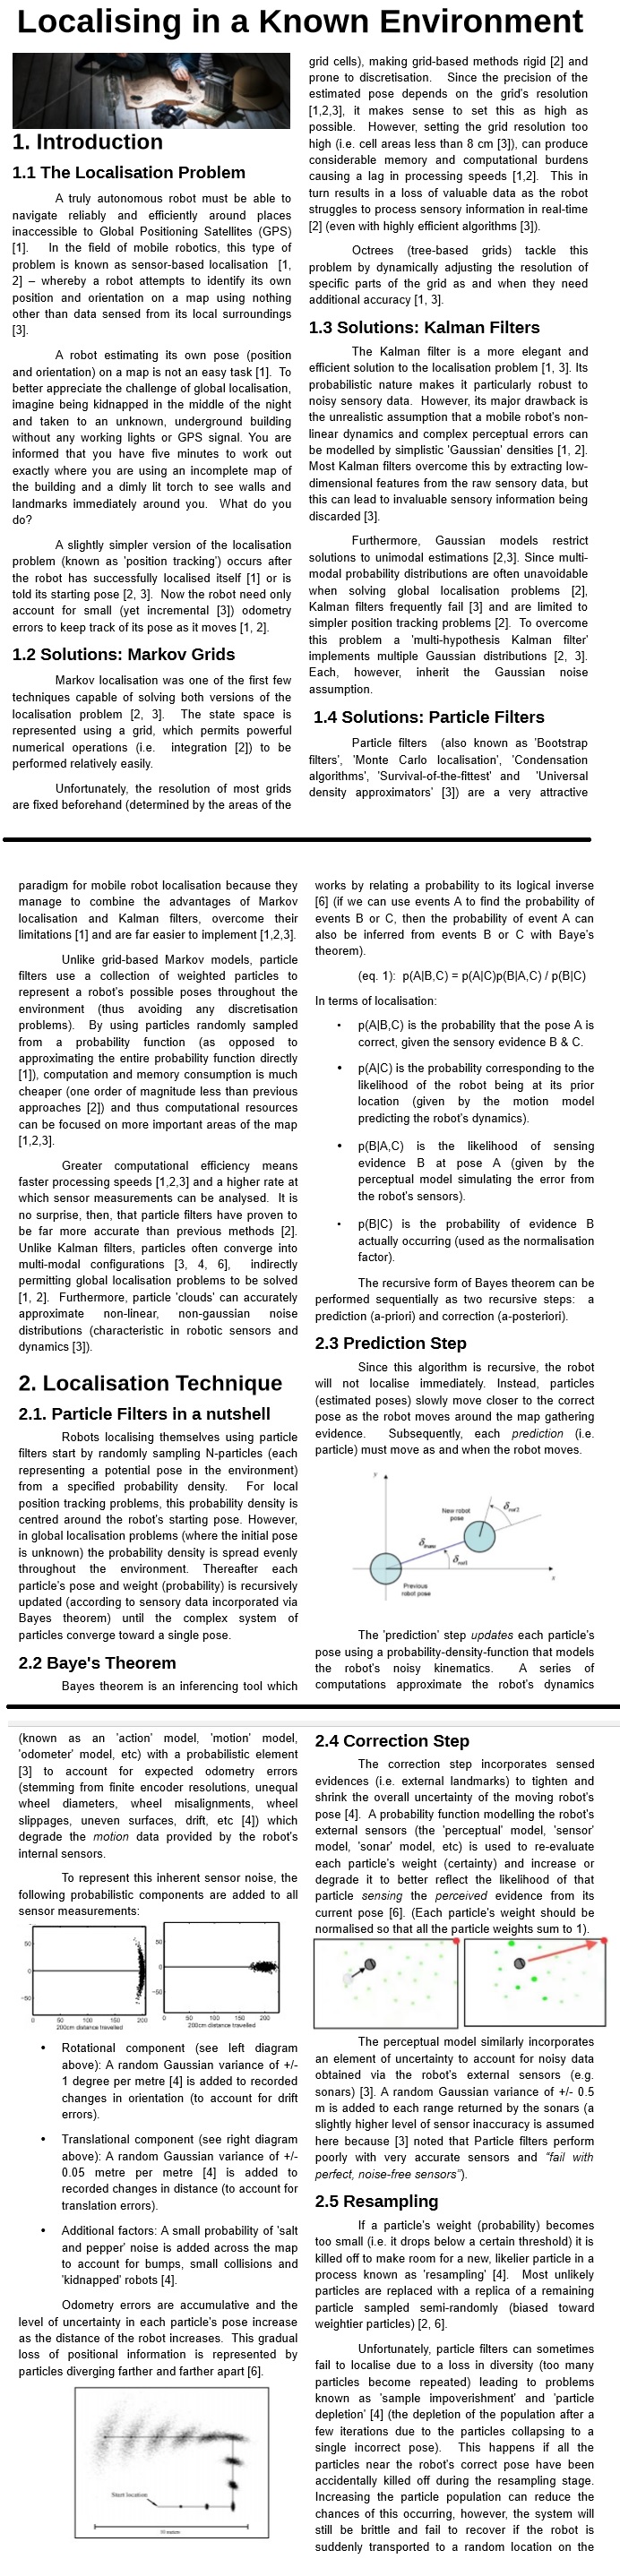 Localising in a Known Environment
1. Introduction
1.1 The Localisation Problem
A truly autonomous robot must be able to
navigate reliably and efficiently around places
inaccessible to Global Positioning Satellites (GPS)
[1]. In the field of mobile robotics, this type of
problem is known as sensor-based localisation [1,
2] – whereby a robot attempts to identify its own
position and orientation on a map using nothing
other than data sensed from its local surroundings
[3].
A robot estimating its own pose (position
and orientation) on a map is not an easy task [1]. To
better appreciate the challenge of global localisation,
imagine being kidnapped in the middle of the night
and taken to an unknown, underground building
without any working lights or GPS signal. You are
informed that you have five minutes to work out
exactly where you are using an incomplete map of
the building and a dimly lit torch to see walls and
landmarks immediately around you. What do you
do?
A slightly simpler version of the localisation
problem (known as 'position tracking') occurs after
the robot has successfully localised itself [1] or is
told its starting pose [2, 3]. Now the robot need only
account for small (yet incremental [3]) odometry
errors to keep track of its pose as it moves [1, 2].
1.2 Solutions: Markov Grids
Markov localisation was one of the first few
techniques capable of solving both versions of the
localisation problem [2, 3]. The state space is
represented using a grid, which permits powerful
numerical operations (i.e. integration [2]) to be
performed relatively easily.
Unfortunately, the resolution of most grids
are fixed beforehand (determined by the areas of the
grid cells), making grid-based methods rigid [2] and
prone to discretisation. Since the precision of the
estimated pose depends on the grid's resolution
[1,2,3], it makes sense to set this as high as
possible. However, setting the grid resolution too
high (i.e. cell areas less than 8 cm [3]), can produce
considerable memory and computational burdens
causing a lag in processing speeds [1,2]. This in
turn results in a loss of valuable data as the robot
struggles to process sensory information in real-time
[2] (even with highly efficient algorithms [3]).
Octrees (tree-based grids) tackle this
problem by dynamically adjusting the resolution of
specific parts of the grid as and when they need
additional accuracy [1, 3].
1.3 Solutions: Kalman Filters
The Kalman filter is a more elegant and
efficient solution to the localisation problem [1, 3]. Its
probabilistic nature makes it particularly robust to
noisy sensory data. However, its major drawback is
the unrealistic assumption that a mobile robot's non-
linear dynamics and complex perceptual errors can
be modelled by simplistic 'Gaussian' densities [1, 2].
Most Kalman filters overcome this by extracting low-
dimensional features from the raw sensory data, but
this can lead to invaluable sensory information being
discarded [3].
Furthermore, Gaussian models restrict
solutions to unimodal estimations [2,3]. Since multi-
modal probability distributions are often unavoidable
when solving global localisation problems [2],
Kalman filters frequently fail [3] and are limited to
simpler position tracking problems [2]. To overcome
this problem a 'multi-hypothesis Kalman filter'
implements multiple Gaussian distributions [2, 3].
Each, however, inherit the Gaussian noise
assumption.
1.4 Solutions: Particle Filters
Particle filters (also known as 'Bootstrap
filters', 'Monte Carlo localisation', 'Condensation
algorithms', 'Survival-of-the-fittest' and 'Universal
density approximators' [3]) are a very attractive
paradigm for mobile robot localisation because they
manage to combine the advantages of Markov
localisation and Kalman filters, overcome their
limitations [1] and are far easier to implement [1,2,3].
Unlike grid-based Markov models, particle
filters use a collection of weighted particles to
represent a robot's possible poses throughout the
environment (thus avoiding any discretisation
problems). By using particles randomly sampled
from a probability function (as opposed to
approximating the entire probability function directly
[1]), computation and memory consumption is much
cheaper (one order of magnitude less than previous
approaches [2]) and thus computational resources
can be focused on more important areas of the map
[1,2,3].
Greater computational efficiency means
faster processing speeds [1,2,3] and a higher rate at
which sensor measurements can be analysed. It is
no surprise, then, that particle filters have proven to
be far more accurate than previous methods [2].
Unlike Kalman filters, particles often converge into
multi-modal configurations [3, 4, 6], indirectly
permitting global localisation problems to be solved
[1, 2]. Furthermore, particle 'clouds' can accurately
approximate non-linear, non-gaussian noise
distributions (characteristic in robotic sensors and
dynamics [3]).
2. Localisation Technique
2.1. Particle Filters in a nutshell
Robots localising themselves using particle
filters start by randomly sampling N-particles (each
representing a potential pose in the environment)
from a specified probability density. For local
position tracking problems, this probability density is
centred around the robot's starting pose. However,
in global localisation problems (where the initial pose
is unknown) the probability density is spread evenly
throughout the environment. Thereafter each
particle's pose and weight (probability) is recursively
updated (according to sensory data incorporated via
Bayes theorem) until the complex system of
particles converge toward a single pose.
2.2 Baye's Theorem
Bayes theorem is an inferencing tool which
works by relating a probability to its logical inverse
[6] (if we can use events A to find the probability of
events B or C, then the probability of event A can
also be inferred from events B or C with Baye's
theorem).
(eq. 1): p(A|B,C) = p(A|C)p(B|A,C) / p(B|C)
In terms of localisation:
• p(A|B,C) is the probability that the pose A is
correct, given the sensory evidence B & C.
• p(A|C) is the probability corresponding to the
likelihood of the robot being at its prior
location (given by the motion model
predicting the robot's dynamics).
• p(B|A,C) is the likelihood of sensing
evidence B at pose A (given by the
perceptual model simulating the error from
the robot's sensors).
• p(B|C) is the probability of evidence B
actually occurring (used as the normalisation
factor).
The recursive form of Bayes theorem can be
performed sequentially as two recursive steps: a
prediction (a-priori) and correction (a-posteriori).
2.3 Prediction Step
Since this algorithm is recursive, the robot
will not localise immediately. Instead, particles
(estimated poses) slowly move closer to the correct
pose as the robot moves around the map gathering
evidence. Subsequently, each prediction (i.e.
particle) must move as and when the robot moves.
y
New robot
pose
δrot2
δtrans
δrot1
x
Previous
robot pose
The 'prediction' step updates each particle's
pose using a probability-density-function that models
the robot's noisy kinematics. A series of
computations approximate the robot's dynamics
(known as an 'action' model, 'motion' model,
'odometer' model, etc) with a probabilistic element
[3] to account for expected odometry errors
(stemming from finite encoder resolutions, unequal
wheel diameters, wheel misalignments, wheel
slippages, uneven surfaces, drift, etc [4]) which
degrade the motion data provided by the robot's
internal sensors.
To represent this inherent sensor noise, the
following probabilistic components are added to all
sensor measurements:
50
0
-50
0 50 100 150 200
200cm distance travelled
50
0
-50
0 50 100 150 200
200cm distance travelled
• Rotational component (see left diagram
above): A random Gaussian variance of +/-
1 degree per metre [4] is added to recorded
changes in orientation (to account for drift
errors).
• Translational component (see right diagram
above): A random Gaussian variance of +/-
0.05 metre per metre [4] is added to
recorded changes in distance (to account for
translation errors).
• Additional factors: A small probability of 'salt
and pepper' noise is added across the map
to account for bumps, small collisions and
'kidnapped' robots [4].
Odometry errors are accumulative and the
level of uncertainty in each particle's pose increase
as the distance of the robot increases. This gradual
loss of positional information is represented by
particles diverging farther and farther apart [6].
Start location
10 meters
2.4 Correction Step
The correction step incorporates sensed
evidences (i.e. external landmarks) to tighten and
shrink the overall uncertainty of the moving robot's
pose [4]. A probability function modelling the robot's
external sensors (the 'perceptual' model, 'sensor'
model, 'sonar' model, etc) is used to re-evaluate
each particle's weight (certainty) and increase or
degrade it to better reflect the likelihood of that
particle sensing the perceived evidence from its
current pose [6]. (Each particle's weight should be
normalised so that all the particle weights sum to 1).
The perceptual model similarly incorporates
an element of uncertainty to account for noisy data
obtained via the robot's external sensors (e.g.
sonars) [3]. A random Gaussian variance of +/- 0.5
m is added to each range returned by the sonars (a
slightly higher level of sensor inaccuracy is assumed
here because [3] noted that Particle filters perform
poorly with very accurate sensors and "fail with
perfect, noise-free sensors").
2.5 Resampling
If a particle's weight (probability) becomes
too small (i.e. it drops below a certain threshold) it is
killed off to make room for a new, likelier particle in a
process known as 'resampling' [4]. Most unlikely
particles are replaced with a replica of a remaining
particle sampled semi-randomly (biased toward
weightier particles) [2, 6].
Unfortunately, particle filters can sometimes
fail to localise due to a loss in diversity (too many
particles become repeated) leading to problems
known as 'sample impoverishment' and 'particle
depletion' [4] (the depletion of the population after a
few iterations due to the particles collapsing to a
single incorrect pose). This happens if all the
particles near the robot's correct pose have been
accidentally killed off during the resampling stage.
Increasing the particle population can reduce the
chances of this occurring, however, the system will
still be brittle and fail to recover if the robot is
suddenly transported to a random location on the